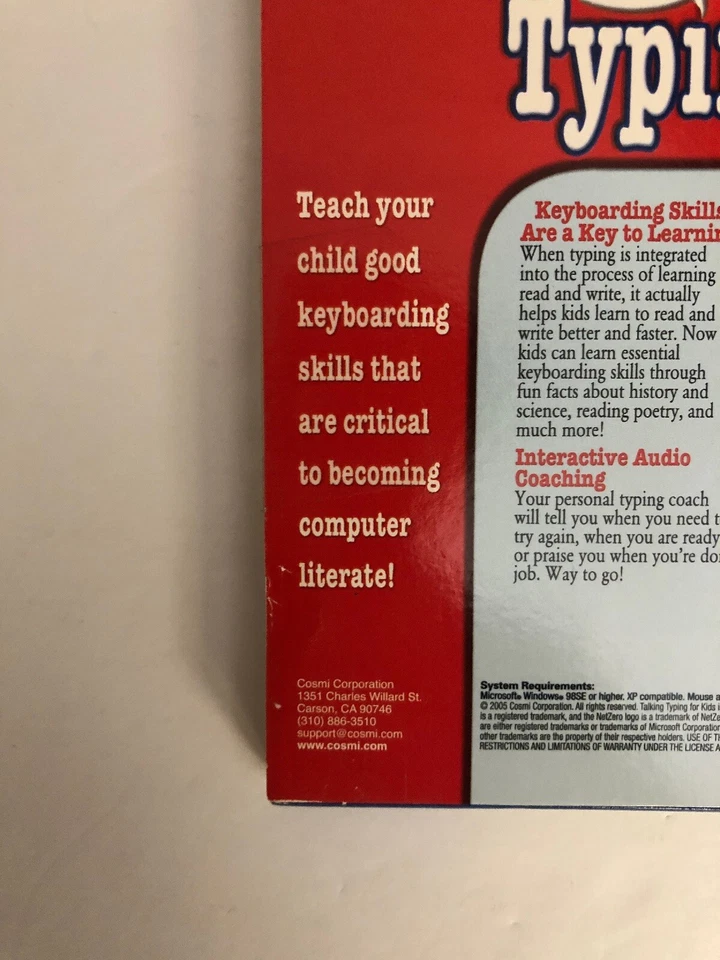 Typi
Teach your
child good
keyboarding
skills that
are critical
to becoming
computer
literate!
Keyboarding Skills
Are a Key to Learnin
When typing is integrated
into the process of learning
read and write, it actually
helps kids learn to read and
write better and faster. Now
kids can learn essential
keyboarding skills through
fun facts about history and
science, reading poetry, and
much more!
Interactive Audio
Coaching
Your personal typing coach
will tell you when you need t
try again, when you are ready
or praise you when you're do
job. Way to go!
Cosmi Corporation
1351 Charles Willard St.
Carson, CA 90746
(310) 886-3510
support@cosmi.com
www.cosmi.com
System Requirements:
Microsoft® Windows® 98SE or higher, XP compatible. Mouse a
© 2005 Cosmi Corporation. All rights reserved. Talking Typing for Kids i
is a registered trademark, and the NetZero logo is a trademark of NetZe
are either registered trademarks or trademarks of Microsoft Corporation
other trademarks are the property of their respective holders. USE OF TH
RESTRICTIONS AND LIMITATIONS OF WARRANTY UNDER THE LICENSE A